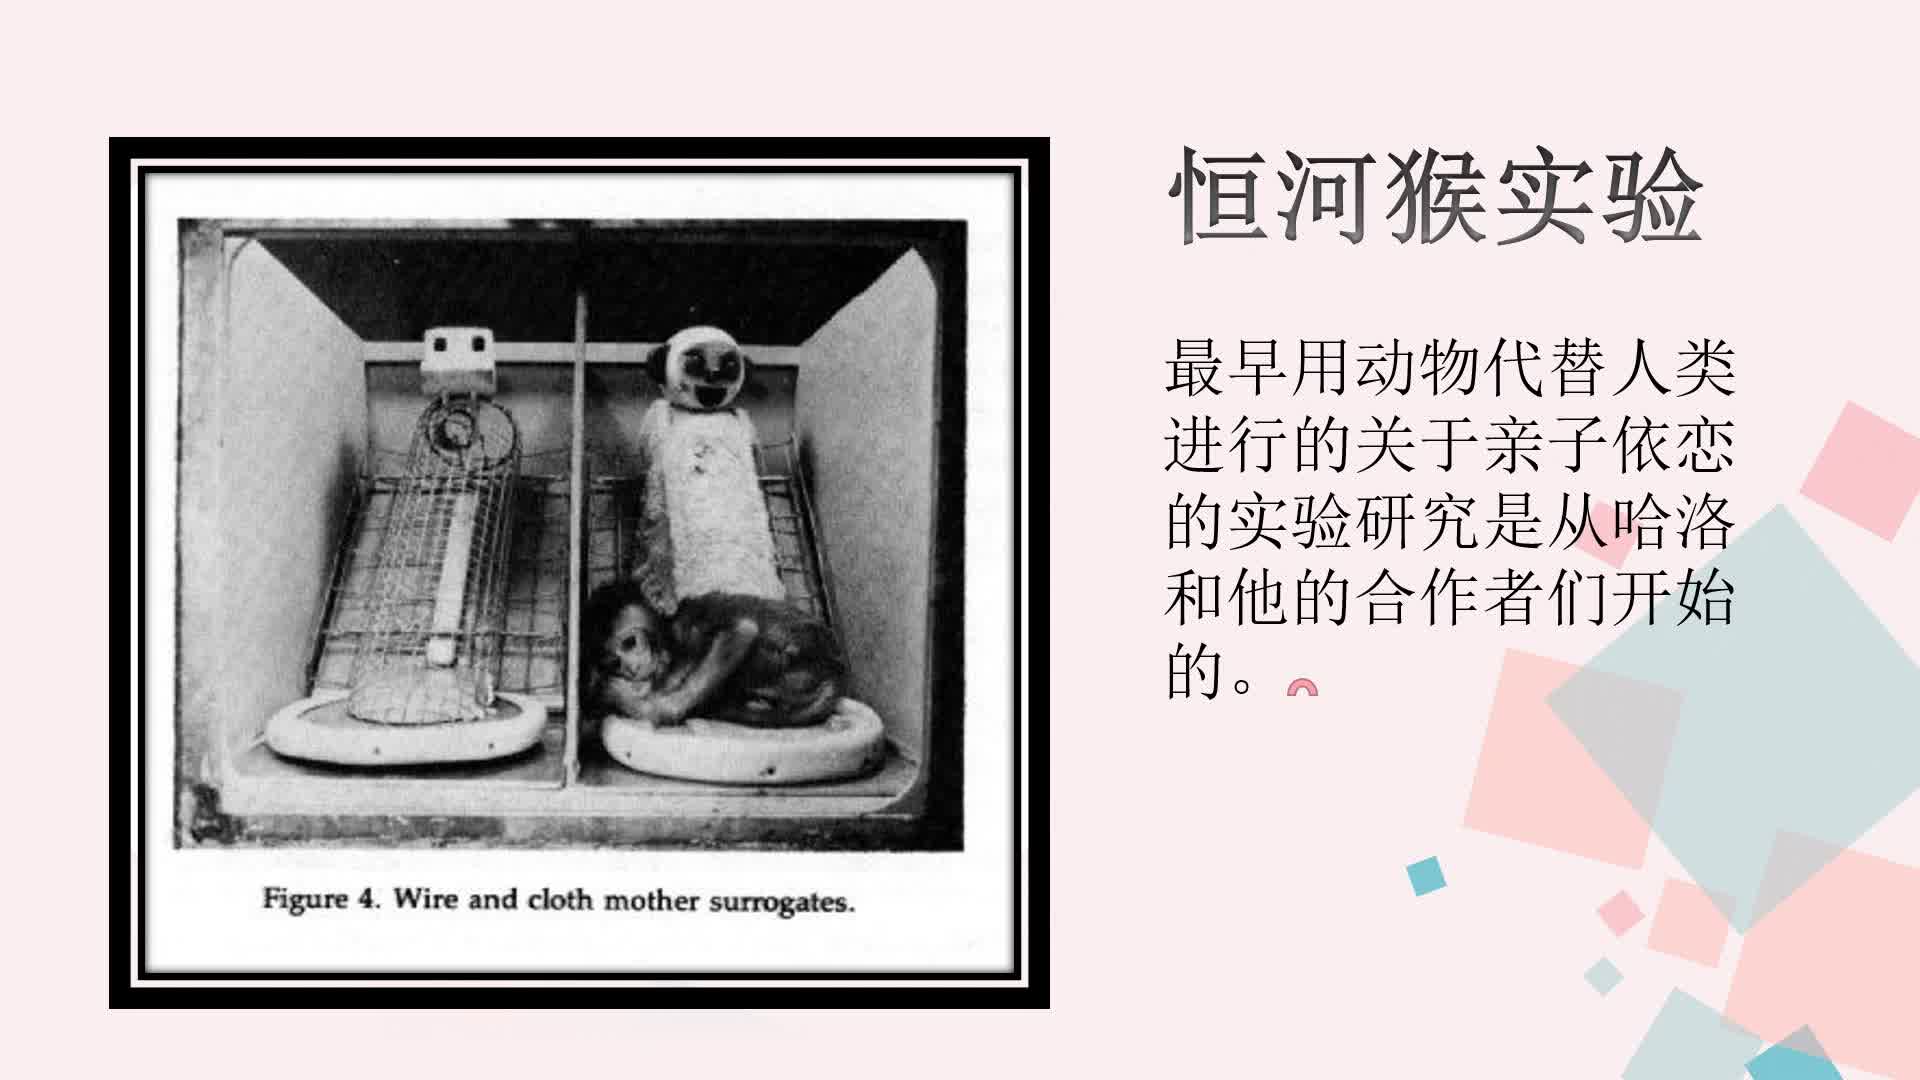 恒河猴实验
最早用动物代替人类
进行的关于亲子依恋
的实验研究是从哈洛
和他的合作者们开始
的。
Figure 4. Wire and cloth mother surrogates.